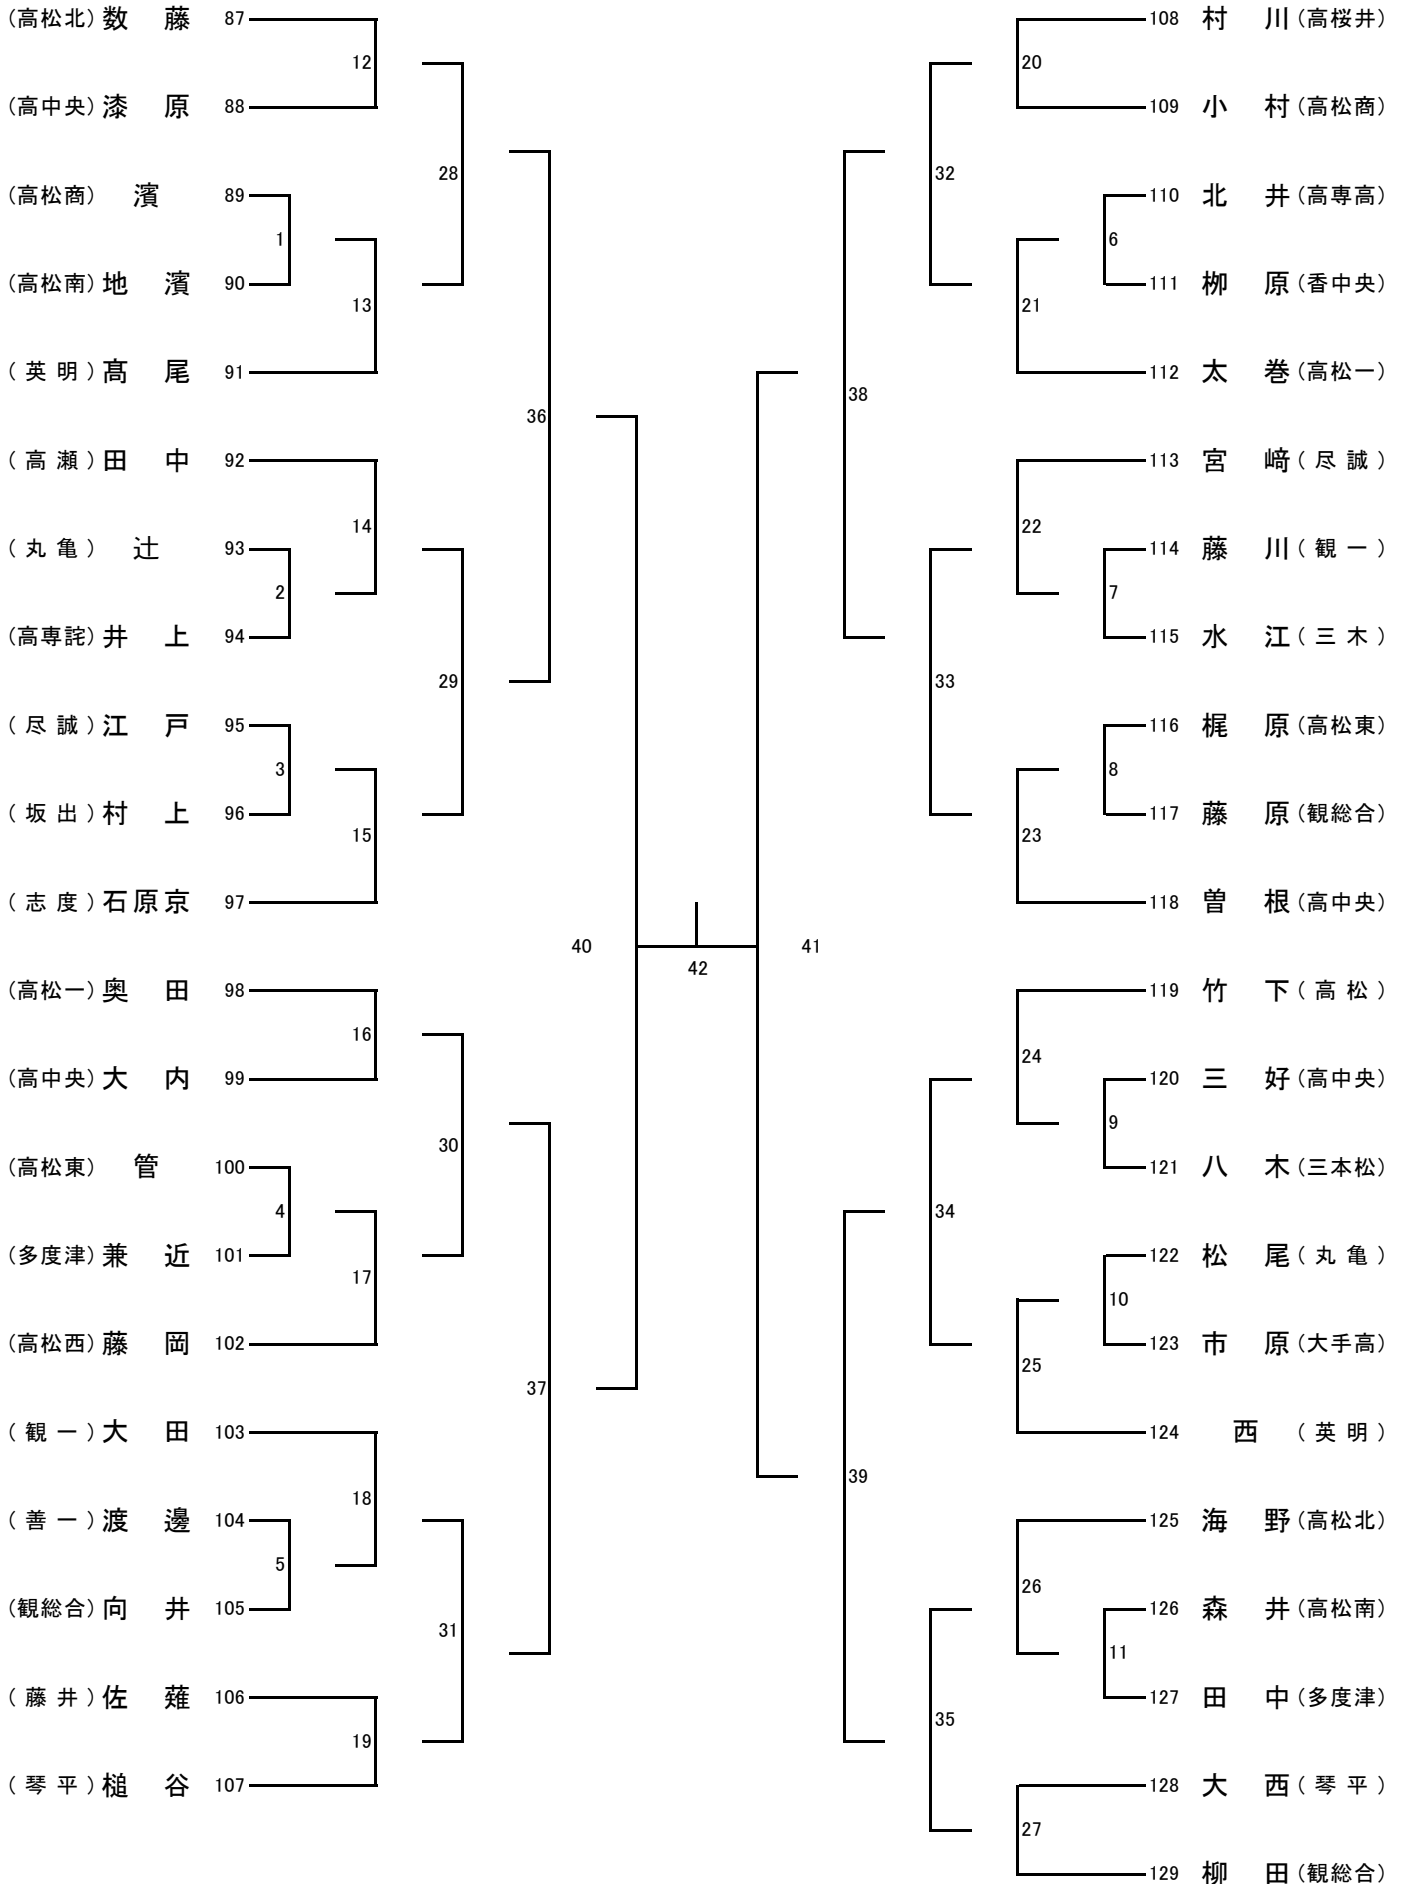 (高松北) 数 藤 87
12
(高中央) 漆 原 88
(高松商) 濱 89
1
(高松南) 地 濱 90
13
(英明) 髙 尾 91
28
(高瀬) 田 中 92
14
(丸亀) 辻 93
2
(高専詫) 井 上 94
(尽誠) 江 戸 95
3
(坂出) 村 上 96
15
(志度) 石原京 97
29
36
(高松一) 奥 田 98
16
(高中央) 大 内 99
(高松東) 管 100
4
(多度津) 兼 近 101
17
(高松西) 藤 岡 102
30
(観一) 大 田 103
18
(善一) 渡 邊 104
5
(観総合) 向 井 105
(藤井) 佐 薙 106
19
(琴平) 槌 谷 107
31
37
40
42
41
108 村 川 (高桜井)
20
109 小 村 (高松商)
110 北 井 (高専高)
6
111 栁 原 (香中央)
21
112 太 巻 (高松一)
32
113 宮 﨑 (尽誠)
22
114 藤 川 (観一)
7
115 水 江 (三木)
116 梶 原 (高松東)
8
117 藤 原 (観総合)
23
118 曽 根 (高中央)
33
38
119 竹 下 (高松)
24
120 三 好 (高中央)
9
121 八 木 (三本松)
122 松 尾 (丸亀)
10
123 市 原 (大手高)
25
124 西 (英明)
34
125 海 野 (高松北)
26
126 森 井 (高松南)
11
127 田 中 (多度津)
128 大 西 (琴平)
27
129 柳 田 (観総合)
35
39